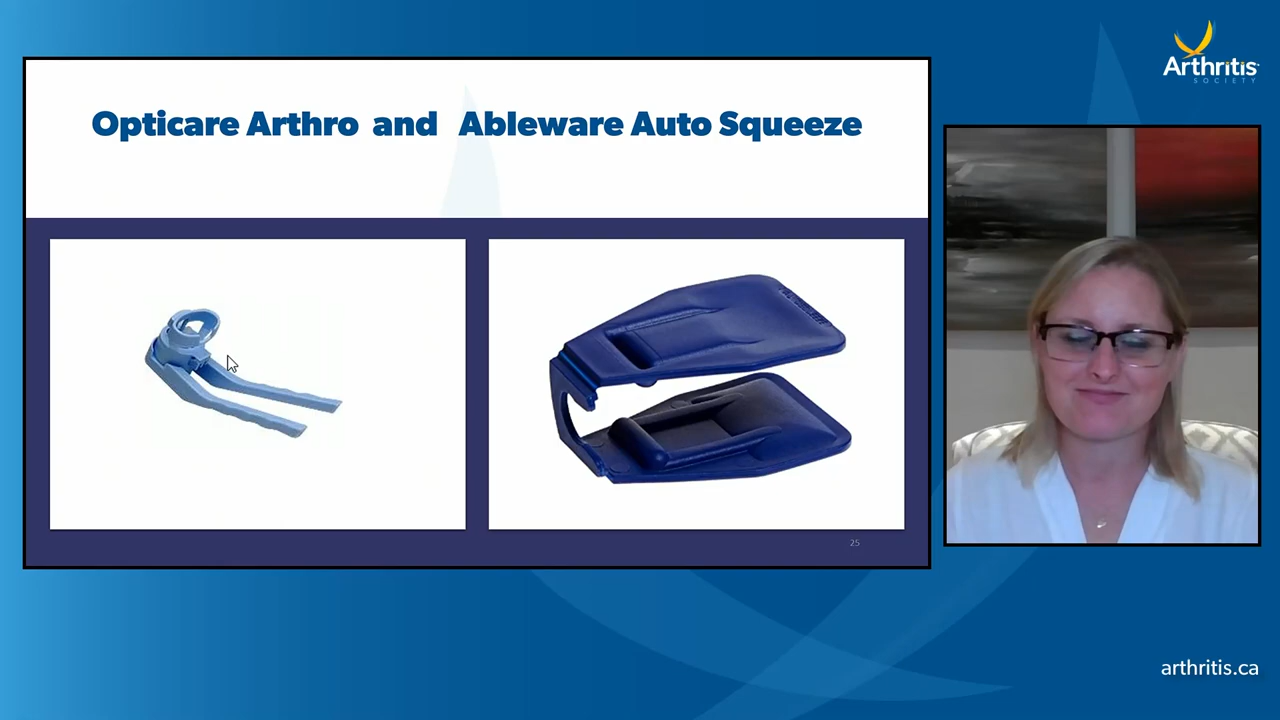 Arthritis
SOCIETY
Opticare Arthro and Ableware Auto Squeeze
25
arthritis.ca